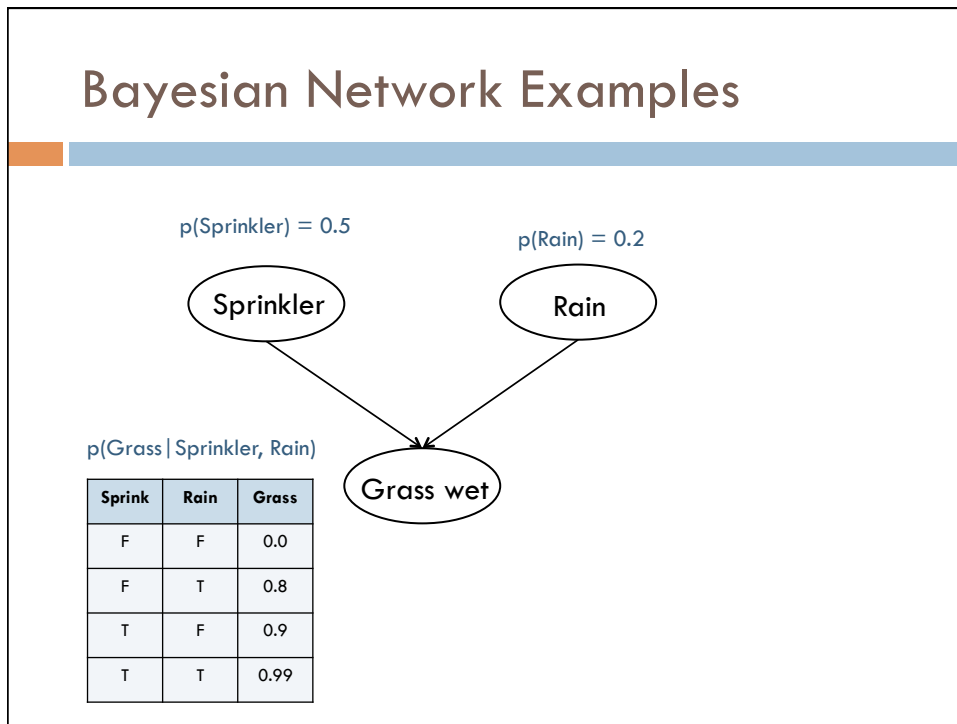 Bayesian Network Examples
p(Sprinkler) = 0.5
p(Rain) = 0.2
Sprinkler
Rain
p(Grass|Sprinkler, Rain)
Grass wet
Sprink Rain Grass
F F 0.0
F T 0.8
T F 0.9
T T 0.99